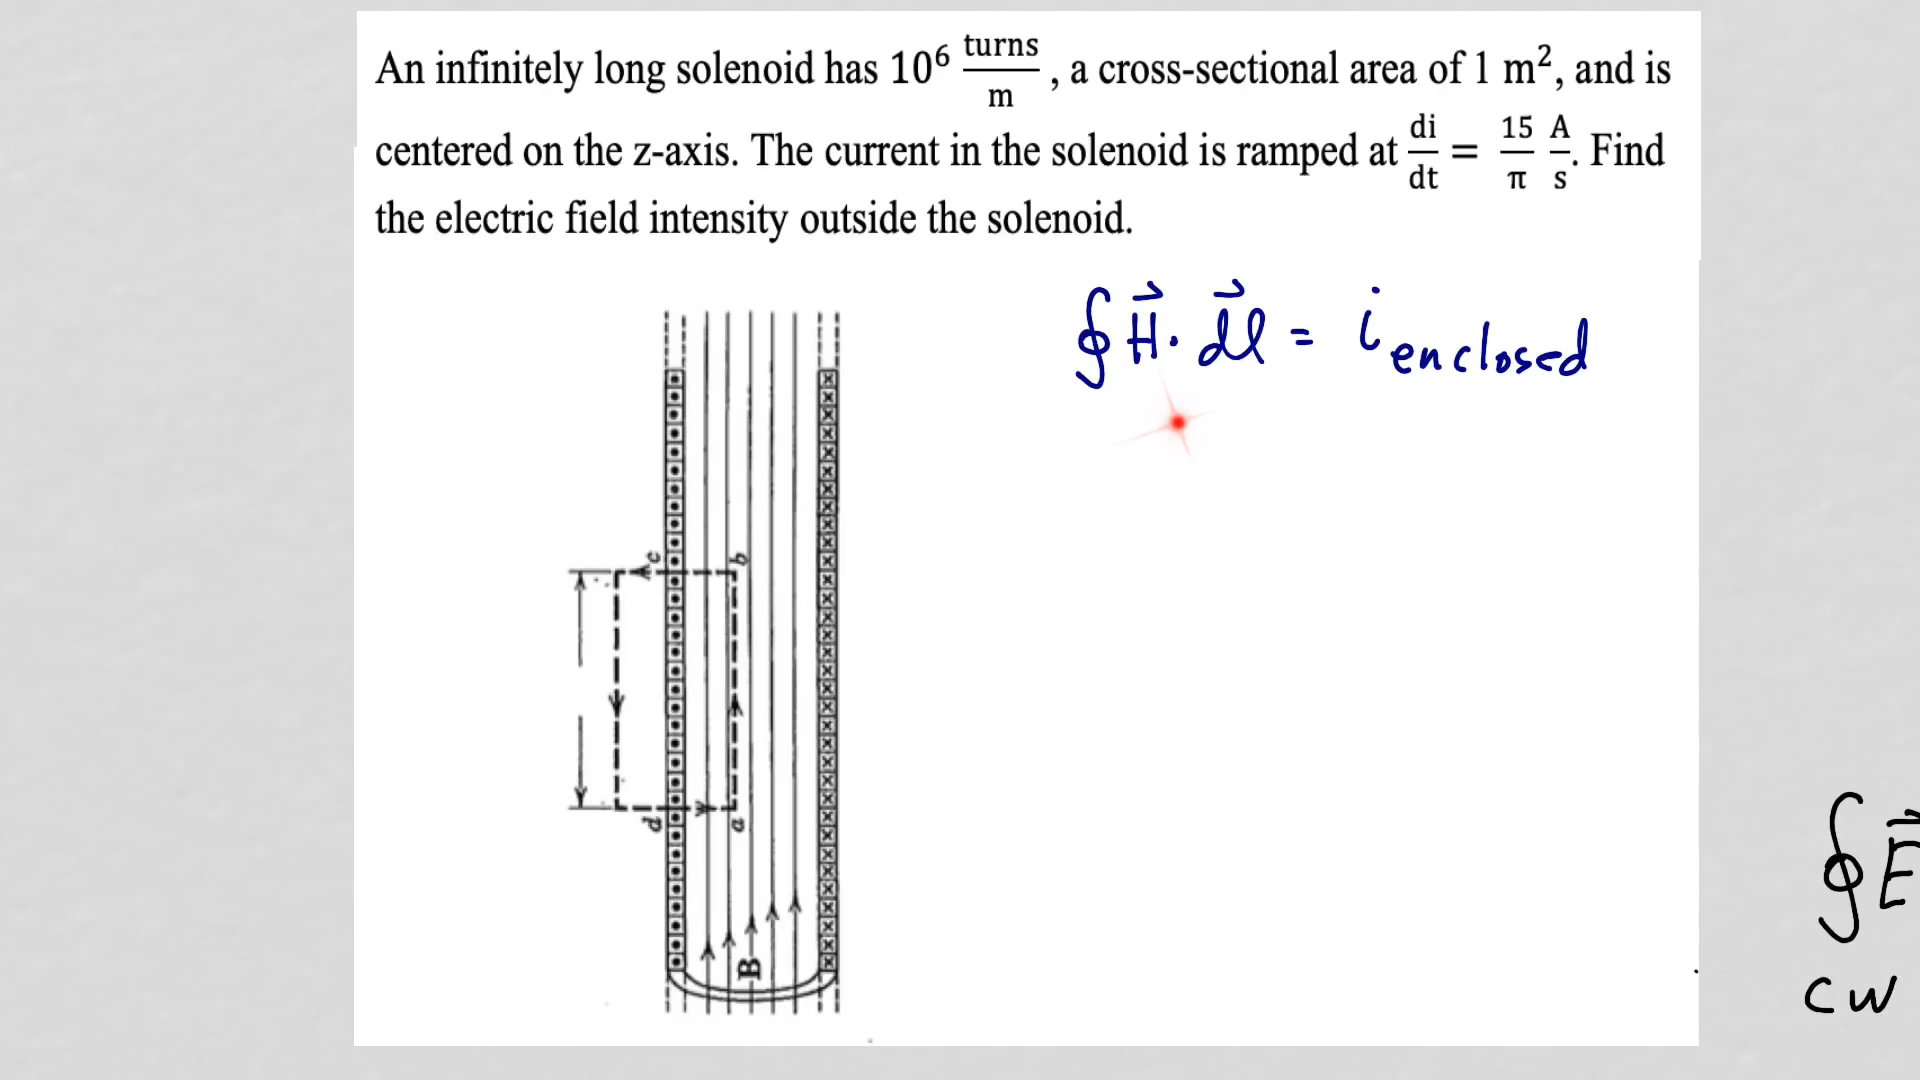 An infinitely long solenoid has 10⁶ turns/m, a cross-sectional area of 1 m², and is
centered on the z-axis. The current in the solenoid is ramped at di/dt = 15/π A/s. Find
the electric field intensity outside the solenoid.
∮ H⃗ · dl⃗ = i enclosed
c
b
d
a
B
∮ E⃗
CW